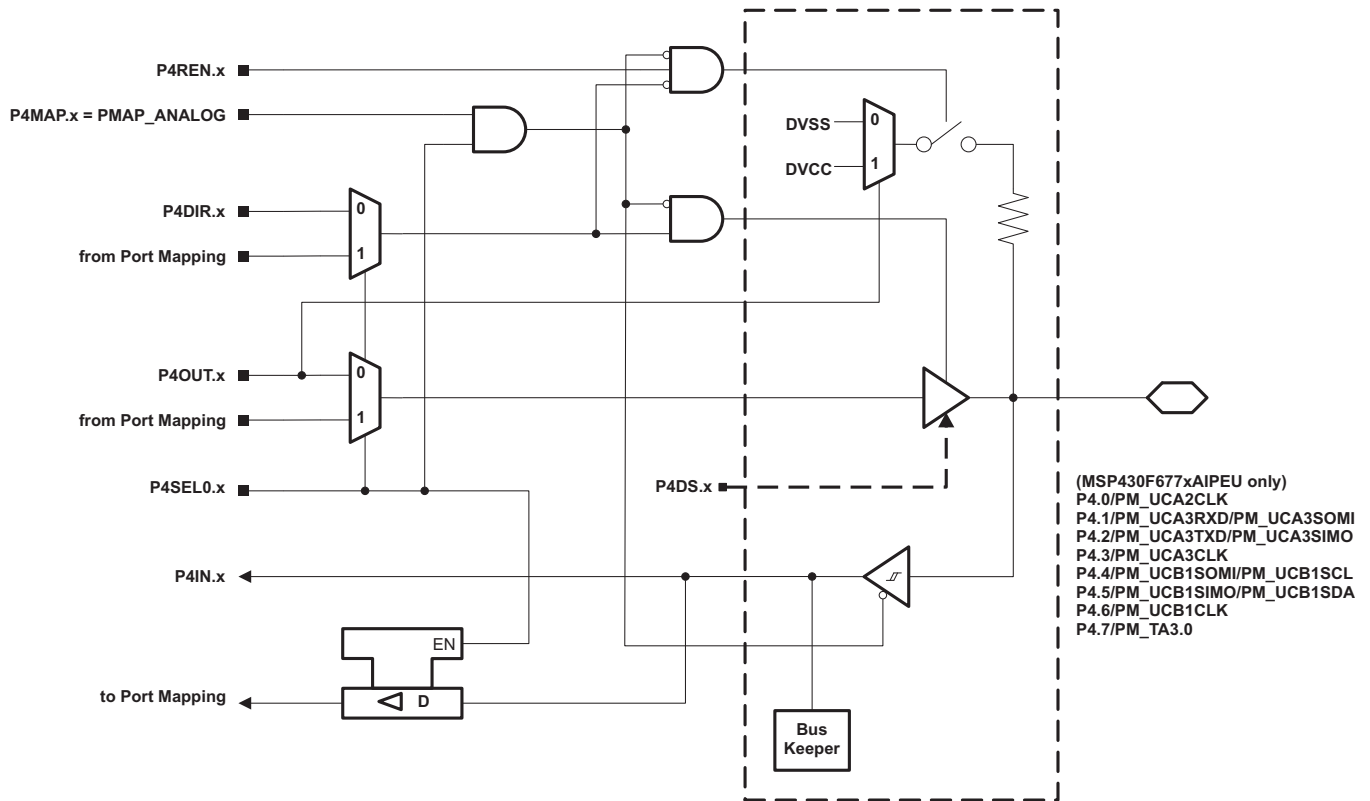 P4REN.x
P4MAP.x = PMAP_ANALOG
DVSS
0
DVCC
1
P4DIR.x
0
from Port Mapping
1
P4OUT.x
0
from Port Mapping
1
P4SEL0.x
P4DS.x
(MSP430F677xAIPEU only)
P4.0/PM_UCA2CLK
P4.1/PM_UCA3RXD/PM_UCA3SOMI
P4.2/PM_UCA3TXD/PM_UCA3SIMO
P4.3/PM_UCA3CLK
P4.4/PM_UCB1SOMI/PM_UCB1SCL
P4.5/PM_UCB1SIMO/PM_UCB1SDA
P4.6/PM_UCB1CLK
P4.7/PM_TA3.0
P4IN.x
EN
to Port Mapping
D
Bus
Keeper